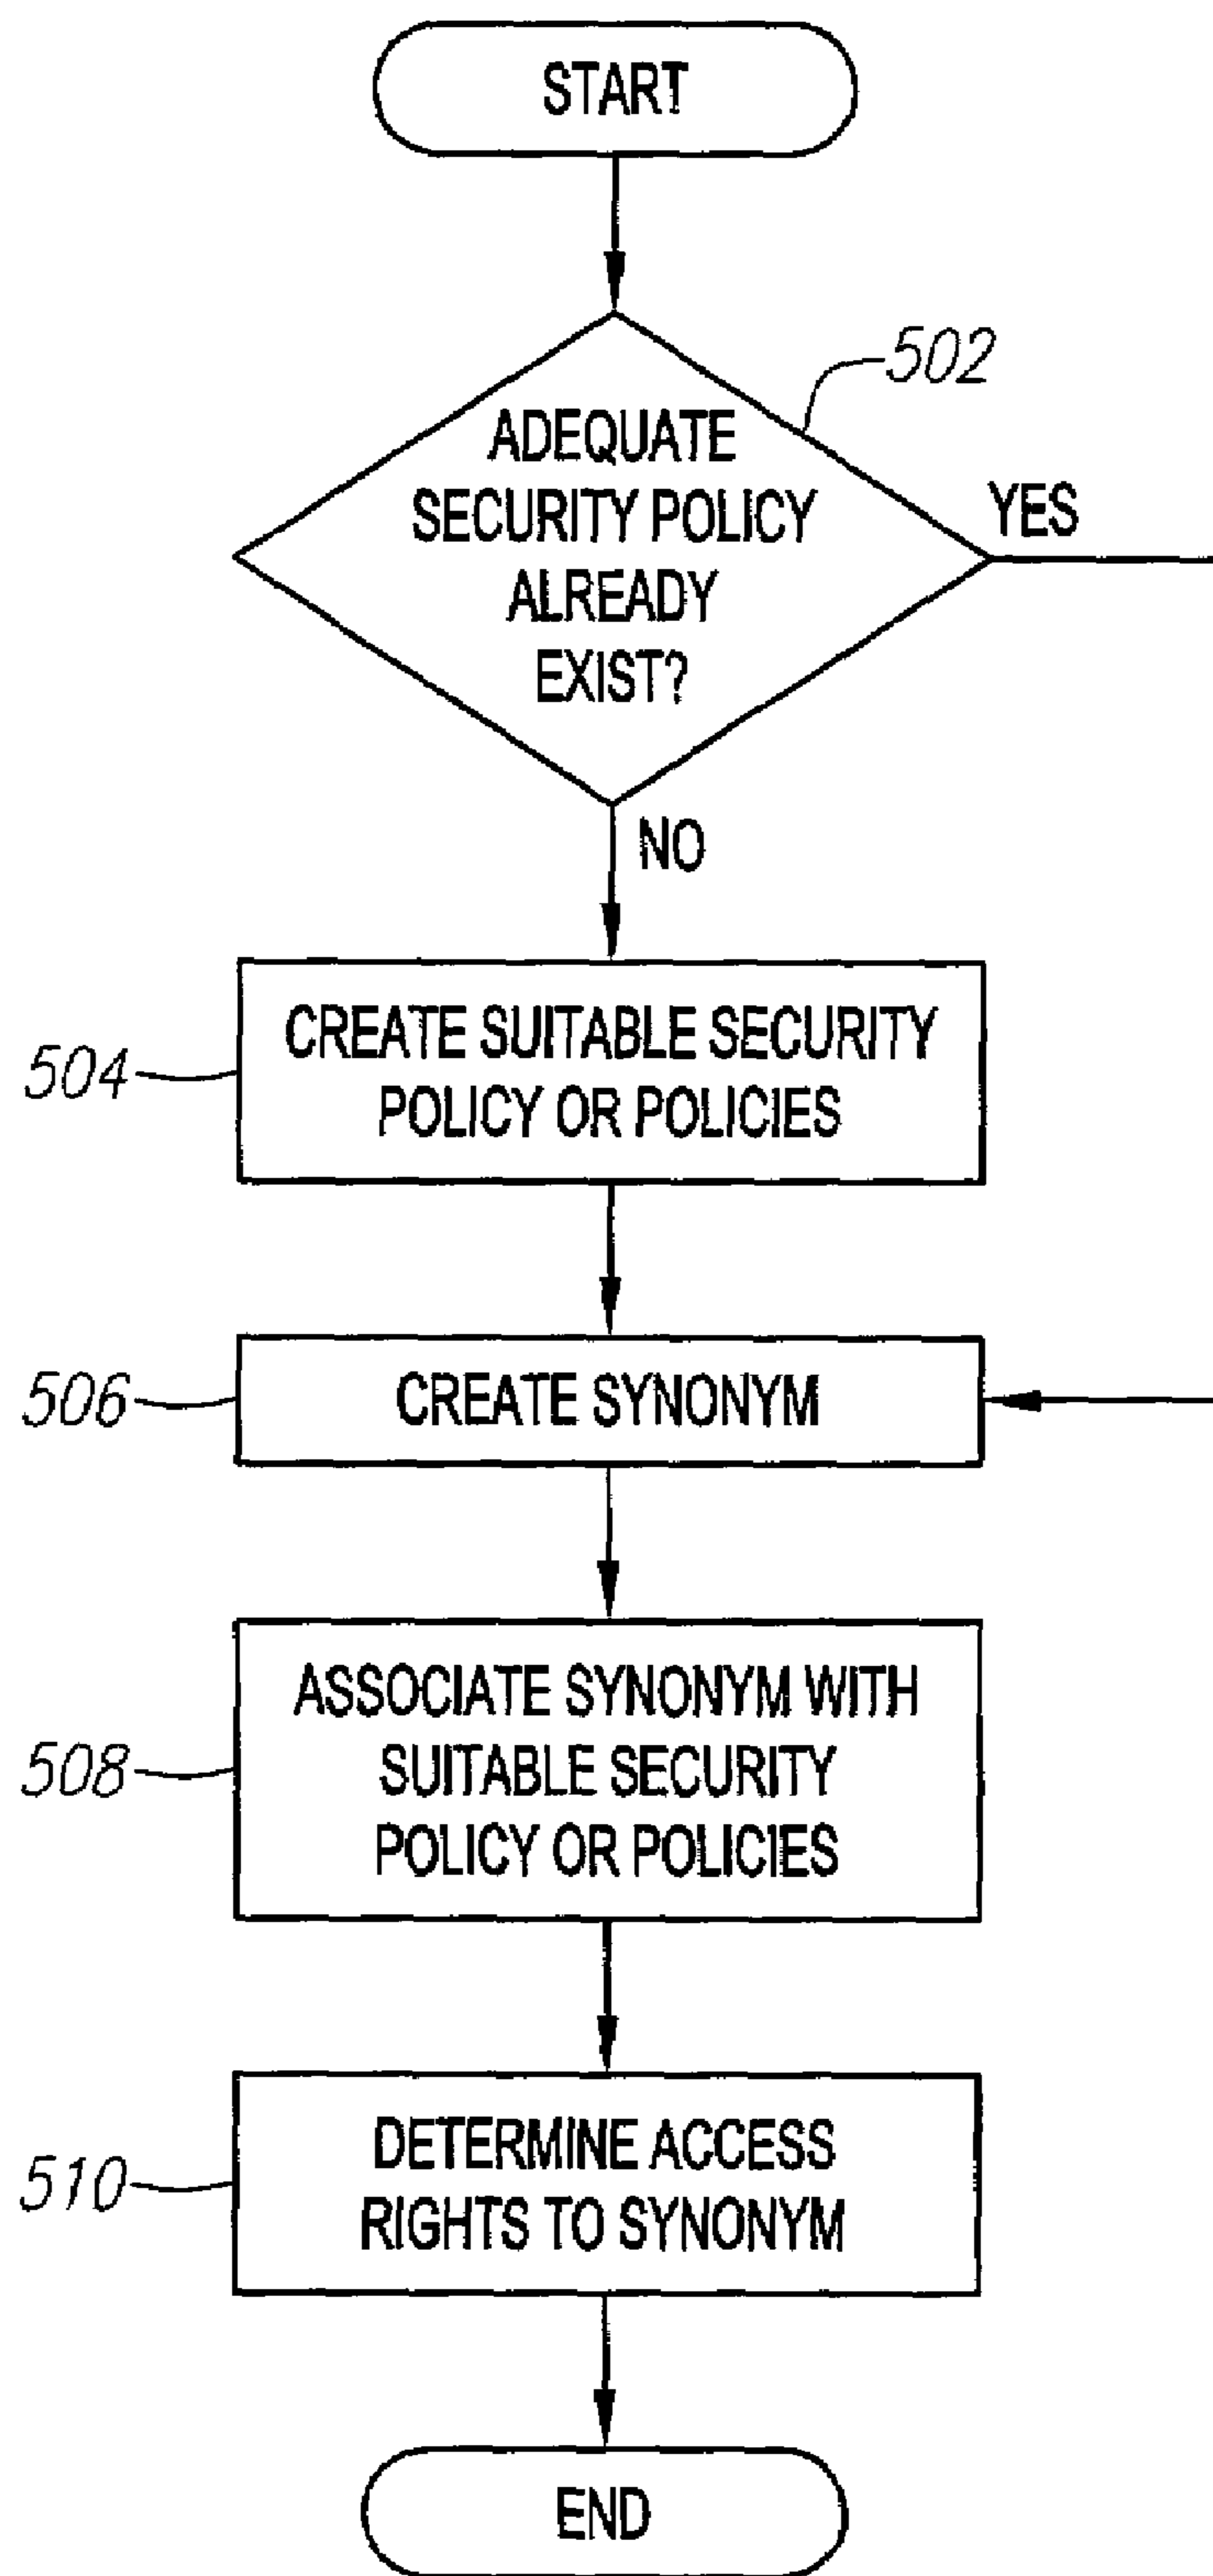 START
502
ADEQUATE
SECURITY POLICY
ALREADY
EXIST?
YES
NO
504
CREATE SUITABLE SECURITY
POLICY OR POLICIES
506
CREATE SYNONYM
508
ASSOCIATE SYNONYM WITH
SUITABLE SECURITY
POLICY OR POLICIES
510
DETERMINE ACCESS
RIGHTS TO SYNONYM
END